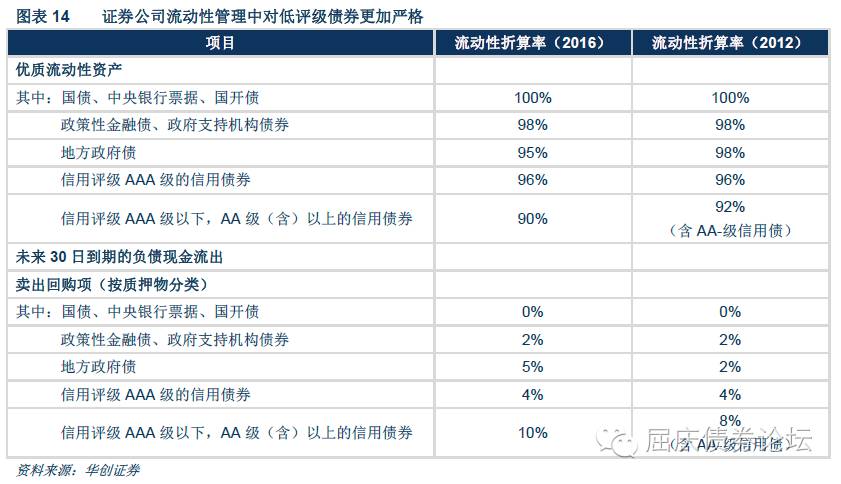 图表 14 证券公司流动性管理中对低评级债券更加严格
项目 流动性折算率（2016） 流动性折算率（2012）
优质流动性资产
其中：国债、中央银行票据、国开债 100% 100%
政策性金融债、政府支持机构债券 98% 98%
地方政府债 95% 98%
信用评级 AAA 级的信用债券 96% 96%
信用评级 AAA 级以下，AA 级（含）以上的信用债券 90% 92%
（含 AA-级信用债）
未来 30 日到期的负债现金流出
卖出回购项（按质押物分类）
其中：国债、中央银行票据、国开债 0% 0%
政策性金融债、政府支持机构债券 2% 2%
地方政府债 5% 2%
信用评级 AAA 级的信用债券 4% 4%
信用评级 AAA 级以下，AA 级（含）以上的信用债券 10% 8%
（含 AA-级信用债）
屈庆债券论坛
资料来源：华创证券